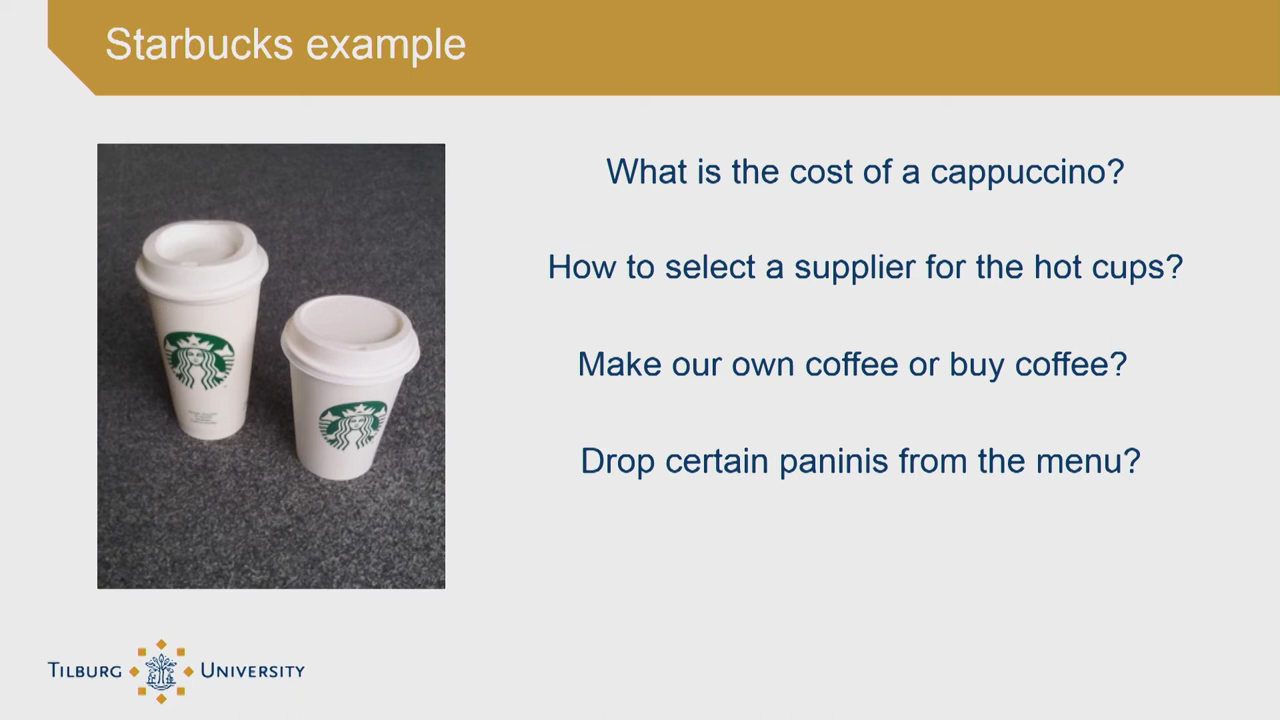 Starbucks example
What is the cost of a cappuccino?
How to select a supplier for the hot cups?
Make our own coffee or buy coffee?
Drop certain paninis from the menu?
TILBURG UNIVERSITY